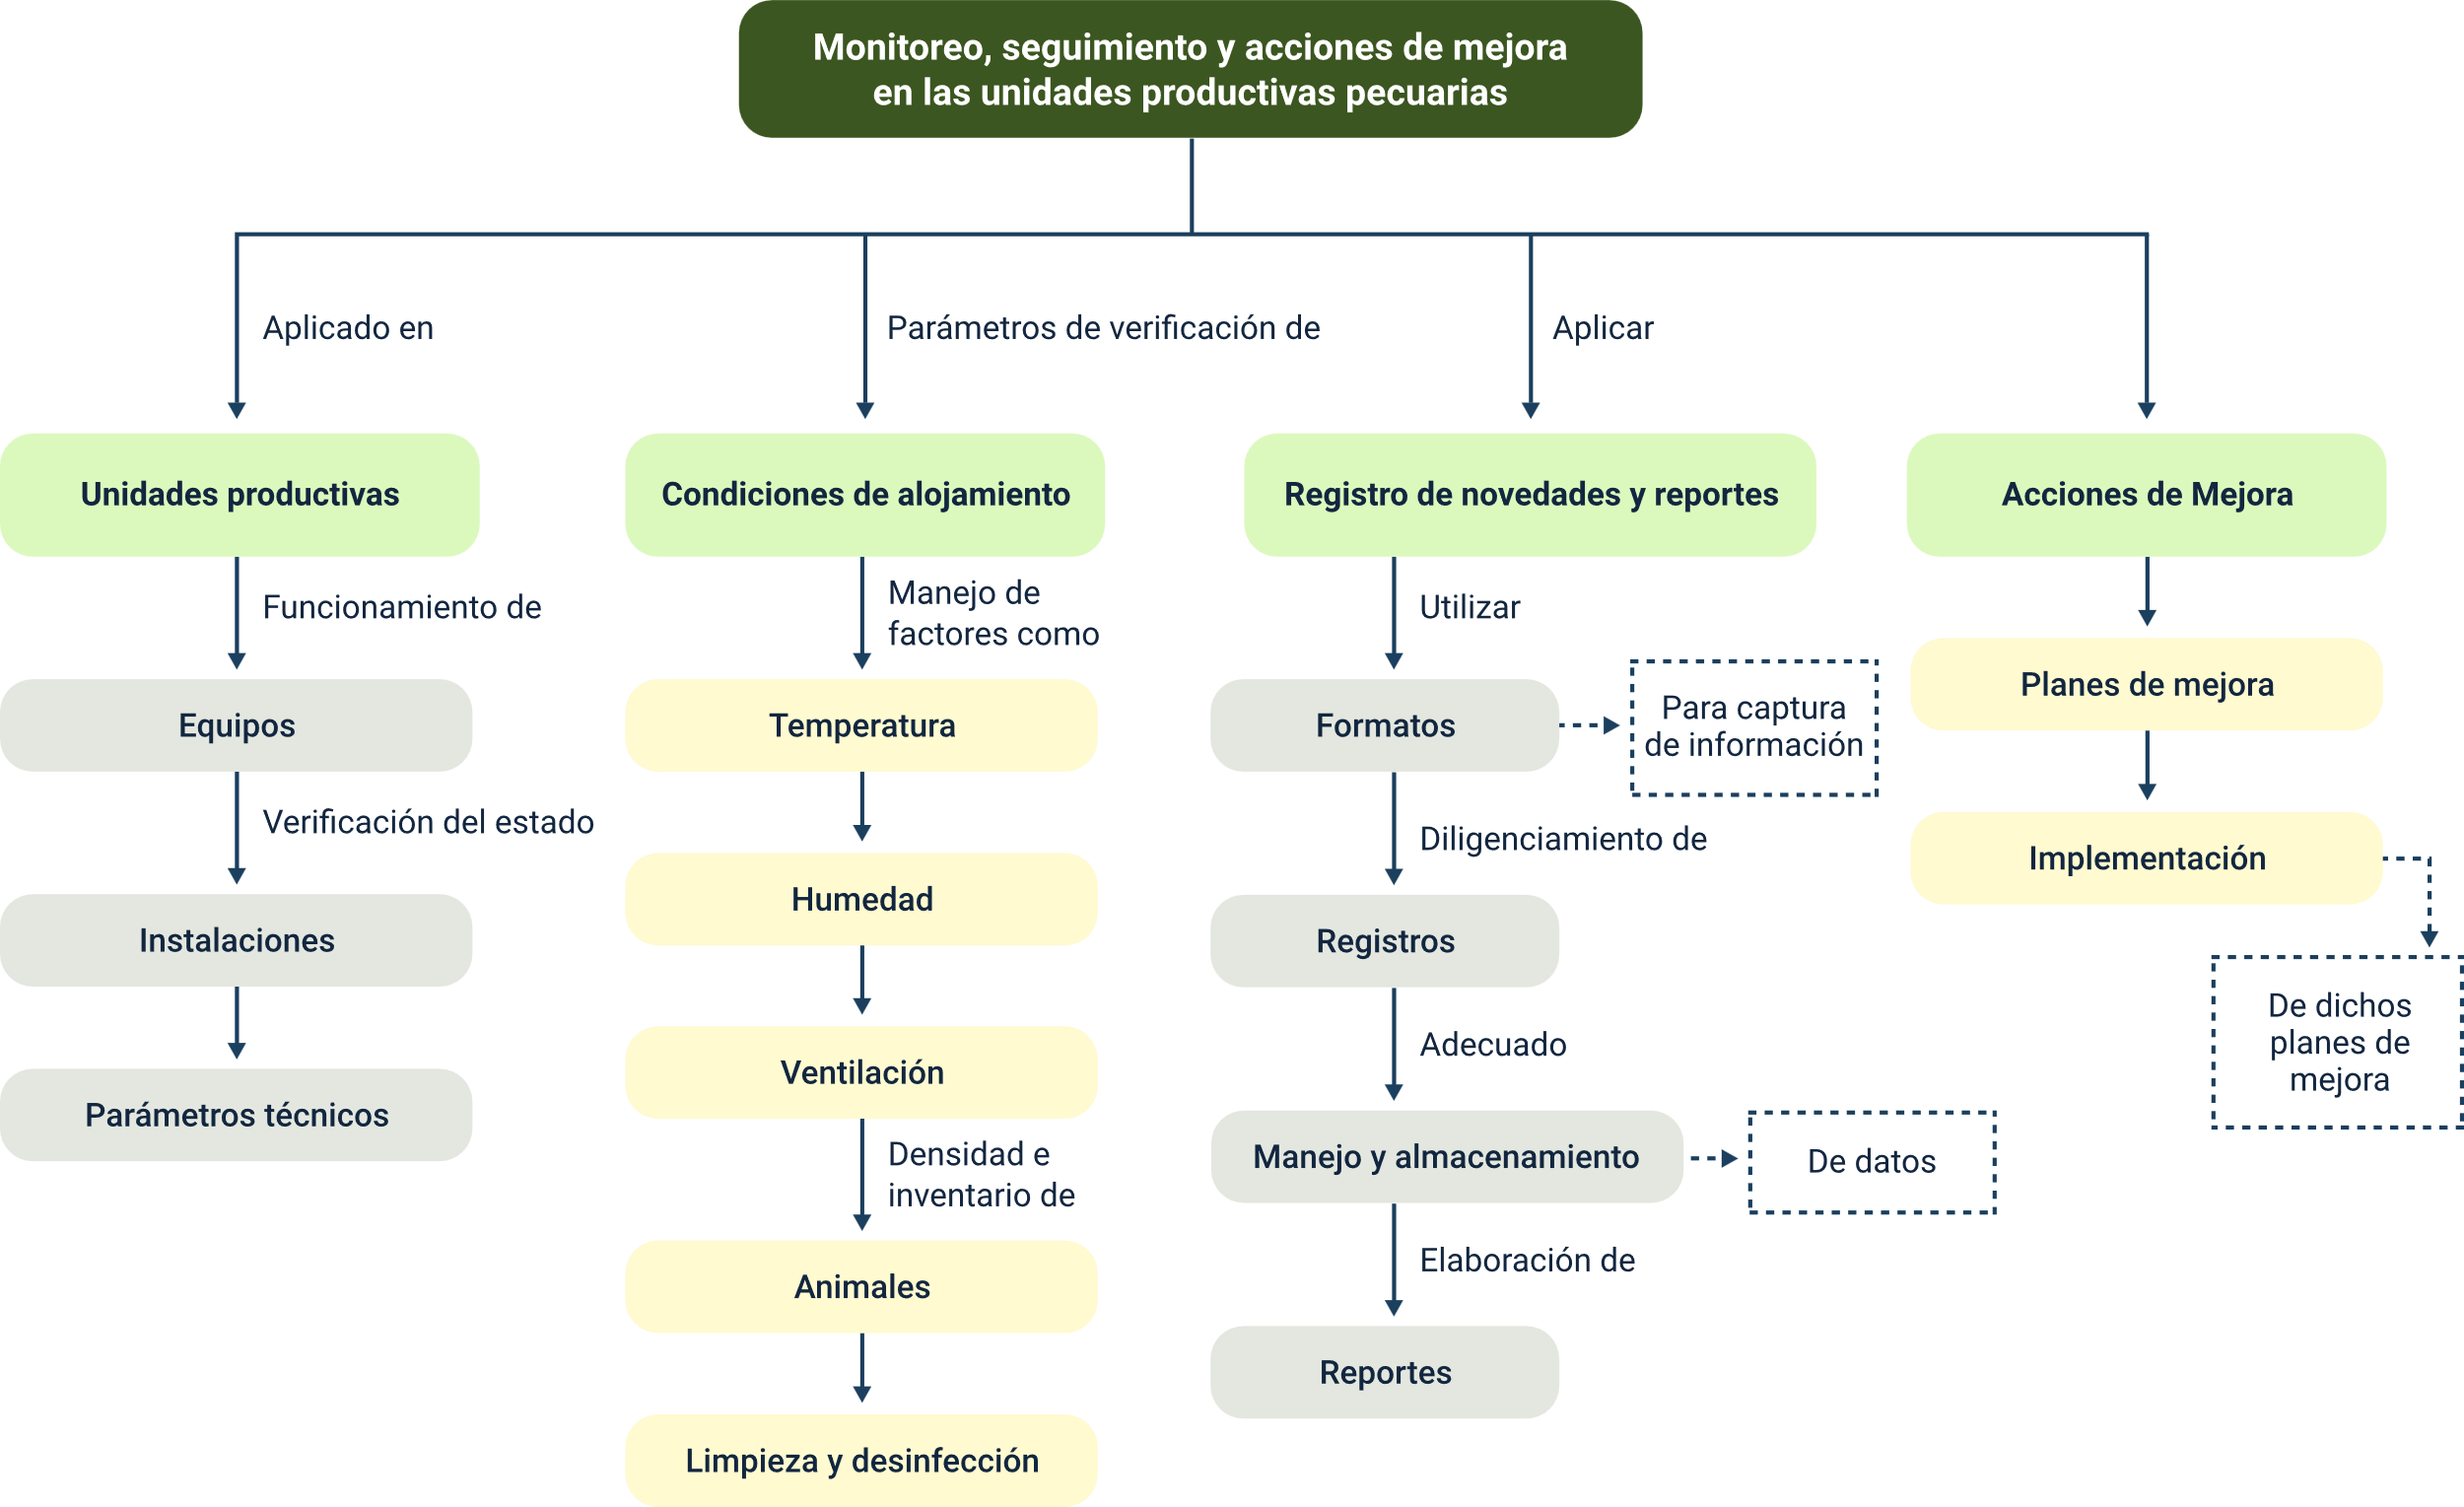 Monitoreo, seguimiento y acciones de mejora
en las unidades productivas pecuarias
Aplicado en
Parámetros de verificación de
Aplicar
Unidades productivas
Condiciones de alojamiento
Registro de novedades y reportes
Acciones de Mejora
Funcionamiento de
Manejo de
factores como
Utilizar
Equipos
Temperatura
Formatos
Para captura
de información
Planes de mejora
Verificación del estado
Diligenciamiento de
Implementación
Humedad
Instalaciones
Registros
De dichos
planes de
mejora
Ventilación
Adecuado
Parámetros técnicos
Densidad e
inventario de
Manejo y almacenamiento
De datos
Elaboración de
Animales
Reportes
Limpieza y desinfección